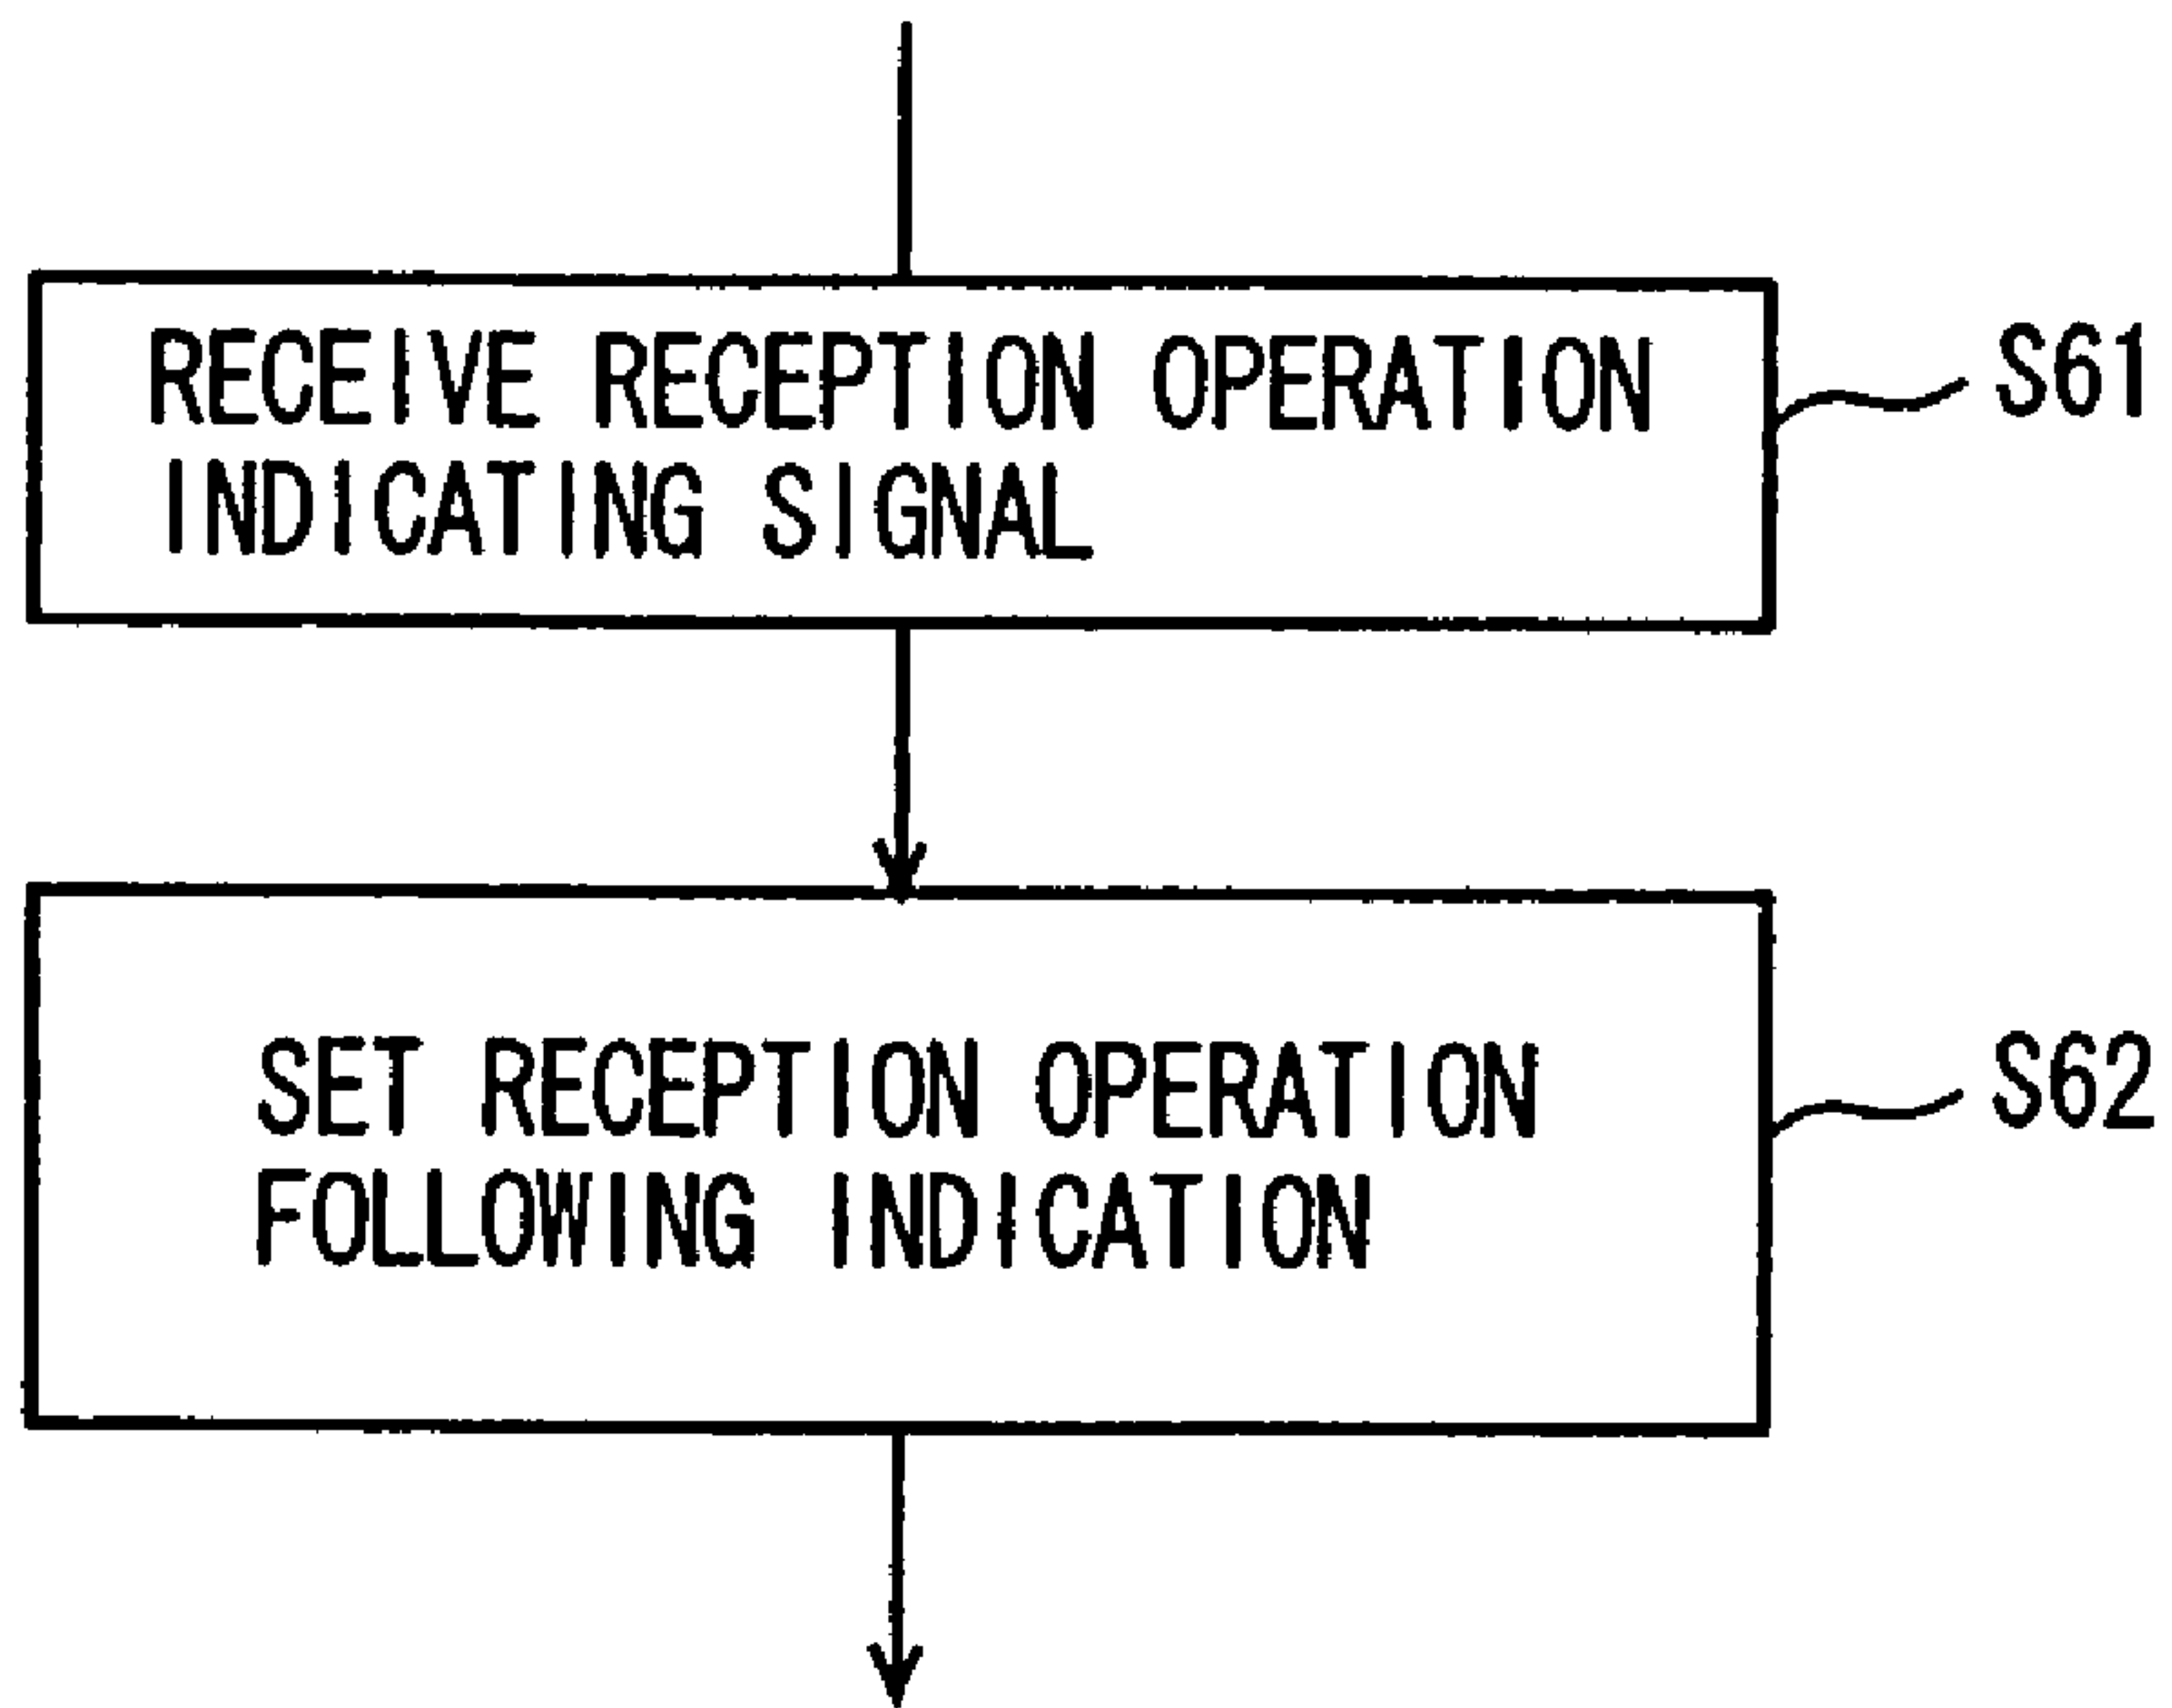 RECEIVE RECEPTION OPERATION
INDICATING SIGNAL
S61
SET RECEPTION OPERATION
FOLLOWING INDICATION
S62